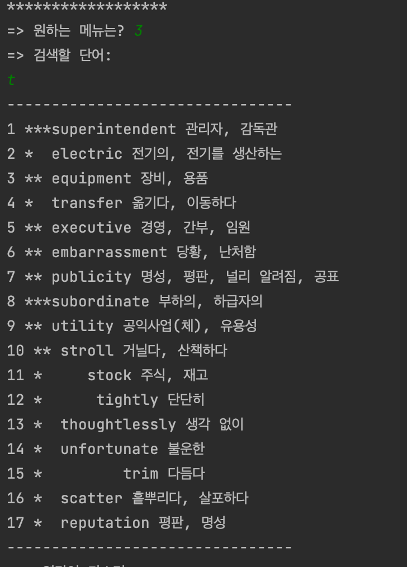 ******************
=> 원하는 메뉴는? 3
=> 검색할 단어:
t
--------------------------------
1 ***superintendent 관리자, 감독관
2 *  electric 전기의, 전기를 생산하는
3 ** equipment 장비, 용품
4 *  transfer 옮기다, 이동하다
5 ** executive 경영, 간부, 임원
6 ** embarrassment 당황, 난처함
7 ** publicity 명성, 평판, 널리 알려짐, 공표
8 ***subordinate 부하의, 하급자의
9 ** utility 공익사업(체), 유용성
10 ** stroll 거닐다, 산책하다
11 *     stock 주식, 재고
12 *      tightly 단단히
13 *  thoughtlessly 생각 없이
14 *  unfortunate 불운한
15 *         trim 다듬다
16 *  scatter 흩뿌리다, 살포하다
17 *  reputation 평판, 명성
--------------------------------